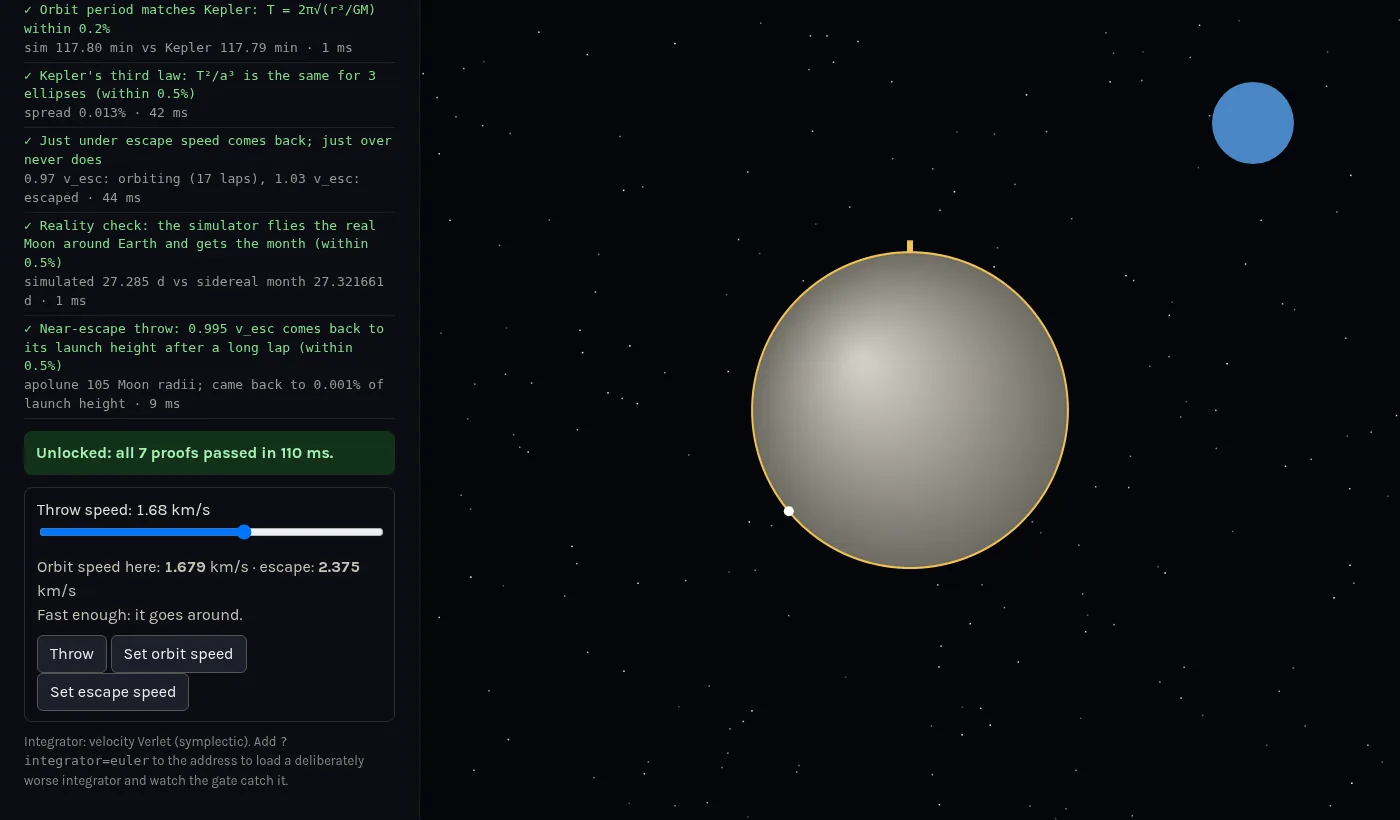 ✓ Orbit period matches Kepler: T = 2π√(r³/GM)
within 0.2%
sim 117.80 min vs Kepler 117.79 min · 1 ms
✓ Kepler's third law: T²/a³ is the same for 3
ellipses (within 0.5%)
spread 0.013% · 42 ms
✓ Just under escape speed comes back; just over
never does
0.97 v_esc: orbiting (17 laps), 1.03 v_esc:
escaped · 44 ms
✓ Reality check: the simulator flies the real
Moon around Earth and gets the month (within
0.5%)
simulated 27.285 d vs sidereal month 27.321661
d · 1 ms
✓ Near-escape throw: 0.995 v_esc comes back to
its launch height after a long lap (within
0.5%)
apolune 105 Moon radii; came back to 0.001% of
launch height · 9 ms
Unlocked: all 7 proofs passed in 110 ms.
Throw speed: 1.68 km/s
Orbit speed here: 1.679 km/s · escape: 2.375
km/s
Fast enough: it goes around.
Throw
Set orbit speed
Set escape speed
Integrator: velocity Verlet (symplectic). Add ?
integrator=euler to the address to load a deliberately
worse integrator and watch the gate catch it.